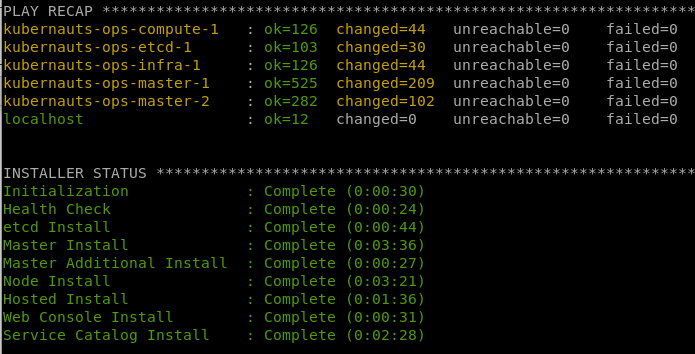 PLAY RECAP ******************************************************************
kubernauts-ops-compute-1   : ok=126  changed=44   unreachable=0    failed=0
kubernauts-ops-etcd-1      : ok=103  changed=30   unreachable=0    failed=0
kubernauts-ops-infra-1     : ok=126  changed=44   unreachable=0    failed=0
kubernauts-ops-master-1    : ok=525  changed=209  unreachable=0    failed=0
kubernauts-ops-master-2    : ok=282  changed=102  unreachable=0    failed=0
localhost                  : ok=12   changed=0    unreachable=0    failed=0
INSTALLER STATUS ************************************************************
Initialization             : Complete (0:00:30)
Health Check               : Complete (0:00:24)
etcd Install               : Complete (0:00:44)
Master Install             : Complete (0:03:36)
Master Additional Install  : Complete (0:00:27)
Node Install               : Complete (0:03:21)
Hosted Install             : Complete (0:01:36)
Web Console Install        : Complete (0:00:31)
Service Catalog Install    : Complete (0:02:28)